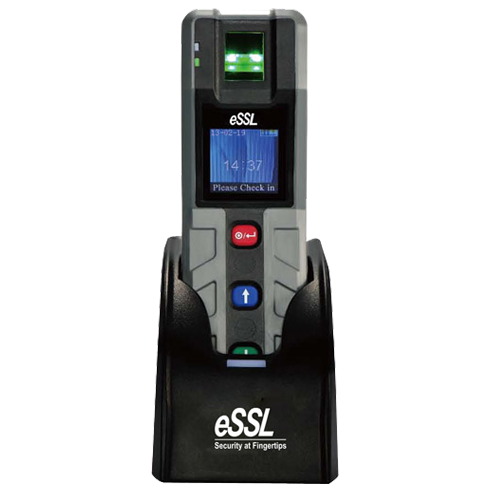 eSSL
13-02-19
14:37
Please Check in
eSSL
Security at Fingertips